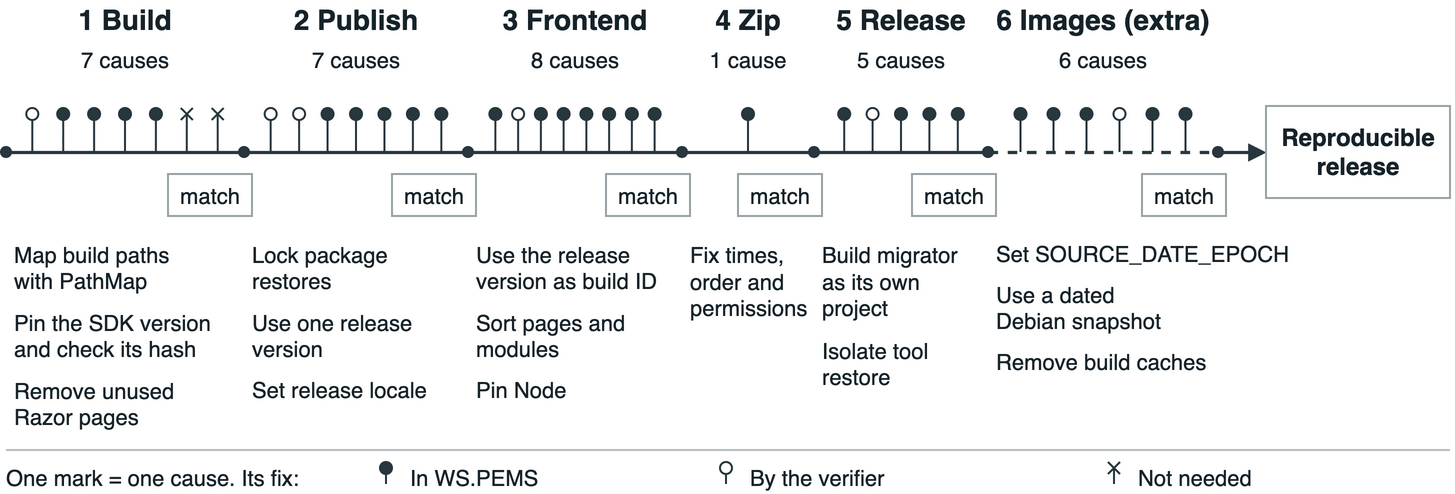 1 Build
7 causes
2 Publish
7 causes
3 Frontend
8 causes
4 Zip
1 cause
5 Release
5 causes
6 Images (extra)
6 causes
Reproducible
release
match
match
match
match
match
match
Map build paths
with PathMap
Pin the SDK version
and check its hash
Remove unused
Razor pages
Lock package
restores
Use one release
version
Set release locale
Use the release
version as build ID
Sort pages and
modules
Pin Node
Fix times,
order and
permissions
Build migrator
as its own
project
Isolate tool
restore
Set SOURCE_DATE_EPOCH
Use a dated
Debian snapshot
Remove build caches
One mark = one cause. Its fix:
In WS.PEMS
By the verifier
Not needed